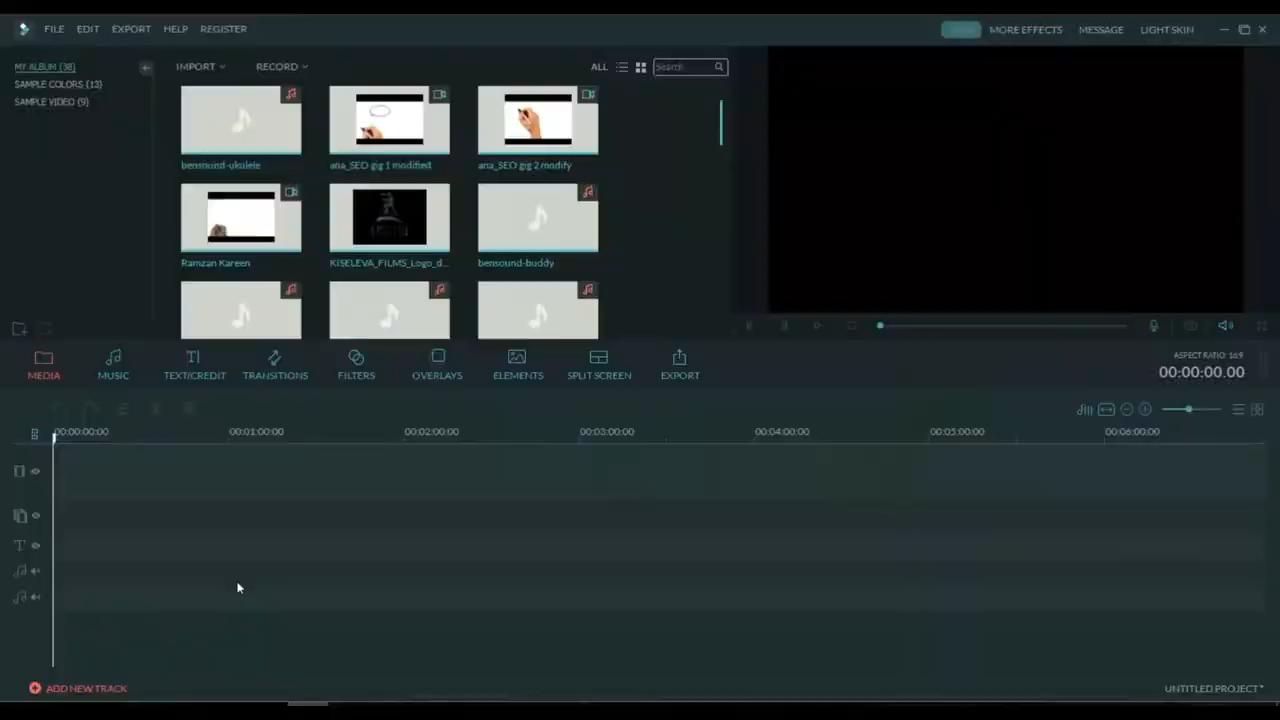 FILE EDIT EXPORT HELP REGISTER
MORE EFFECTS MESSAGE LIGHT SKIN
MY ALBUM (38)
SAMPLE COLORS (13)
SAMPLE VIDEO (9)
IMPORT RECORD
ALL Search
bensound-ukulele ana_SEO gig 1 modified ana_SEO gig 2 modify
Ramzan Kareen KISELEVA_FILMS_Logo_d... bensound-buddy
MEDIA MUSIC TEXT/CREDIT TRANSITIONS FILTERS OVERLAYS ELEMENTS SPLIT SCREEN EXPORT
ASPECT RATIO: 16:9
00:00:00.00
00:00:00:00 00:01:00:00 00:02:00:00 00:03:00:00 00:04:00:00 00:05:00:00 00:06:00:00
ADD NEW TRACK
UNTITLED PROJECT*